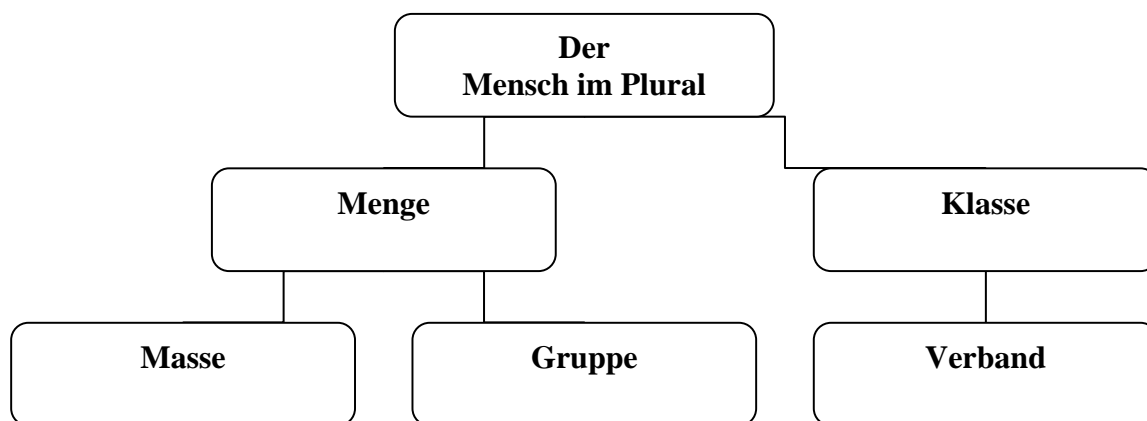 Der
Mensch im Plural
Menge
Klasse
Masse
Gruppe
Verband